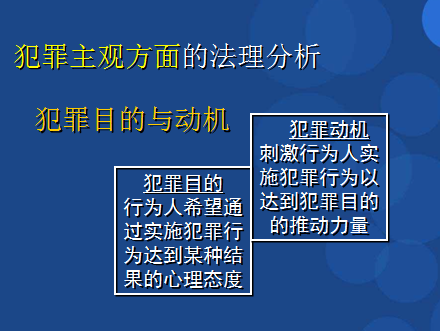 犯罪主观方面的法理分析
犯罪目的与动机
犯罪动机
刺激行为人实
施犯罪行为以
达到犯罪目的
的推动力量
犯罪目的
行为人希望通
过实施犯罪行
为达到某种结
果的心理态度